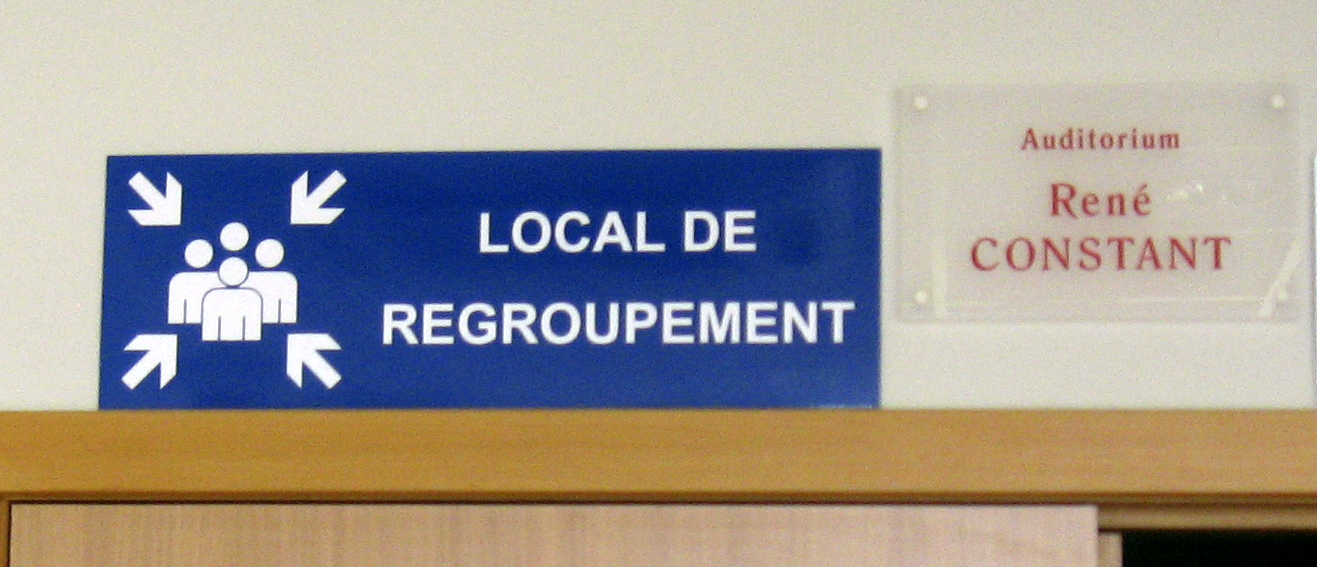 LOCAL DE
REGROUPEMENT
Auditorium
René
CONSTANT